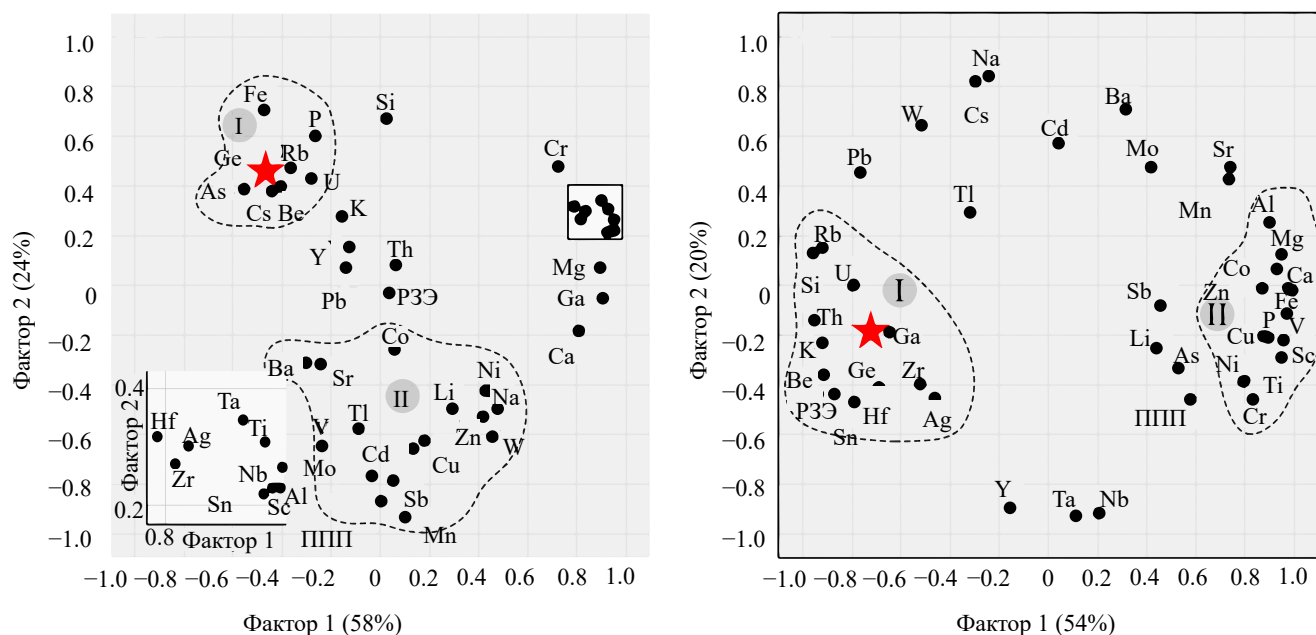 1.0
0.8
0.6
0.4
0.2
0
−0.2
−0.4
−0.6
−0.8
−1.0
Фактор 2 (24%)
Fe
P
Si
I
Ge
Rb
Cr
As
U
Cs Be
K
Y
Th
Mg
Pb
РЗЭ
Ga
Co
Ca
Ba
Sr
Ni
II
Li
Na
Tl
V
Zn
W
Cd
Mo
Cu
Sb
Mn
ППП
0.4
0.2
Фактор 2
Ta
Hf
Ti
Ag
Zr
Nb
Sn
Sc
Al
0.8
Фактор 1
−1.0 −0.8 −0.6 −0.4 −0.2 0 0.2 0.4 0.6 0.8 1.0
Фактор 1 (58%)
1.0
0.8
0.6
0.4
0.2
0
−0.2
−0.4
−0.6
−0.8
−1.0
Фактор 2 (20%)
Na
W
Cs
Ba
Cd
Pb
Mo
Sr
Tl
Mn
Al
Rb
Mg
U
Co
Si
I
Ca
Sb
Zn
Fe
Th
II
P
V
Ga
K
Li
Cu
Sc
Be
Ge
Zr
As
Ni
Ti
РЗЭ
Hf
Ag
ППП
Cr
Sn
Y
Ta
Nb
−1.0 −0.8 −0.6 −0.4 −0.2 0 0.2 0.4 0.6 0.8 1.0
Фактор 1 (54%)